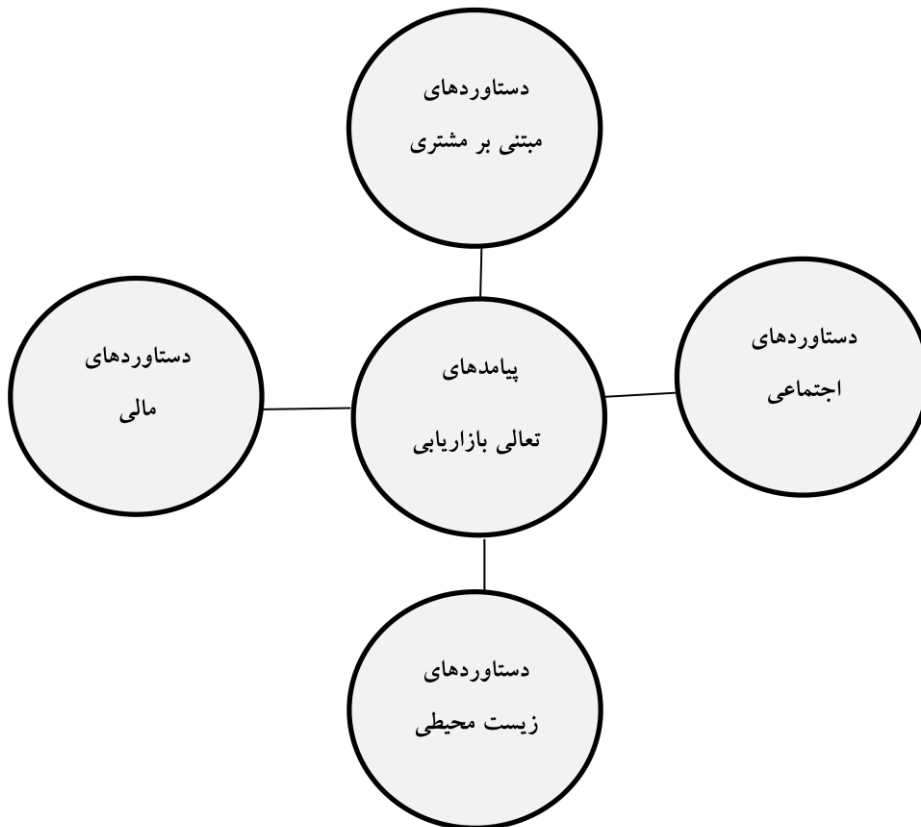 دستاوردهای
مبتنی بر مشتری
دستاوردهای
اجتماعی
پیامدهای
تعالی بازاریابی
دستاوردهای
مالی
دستاوردهای
زیست محیطی